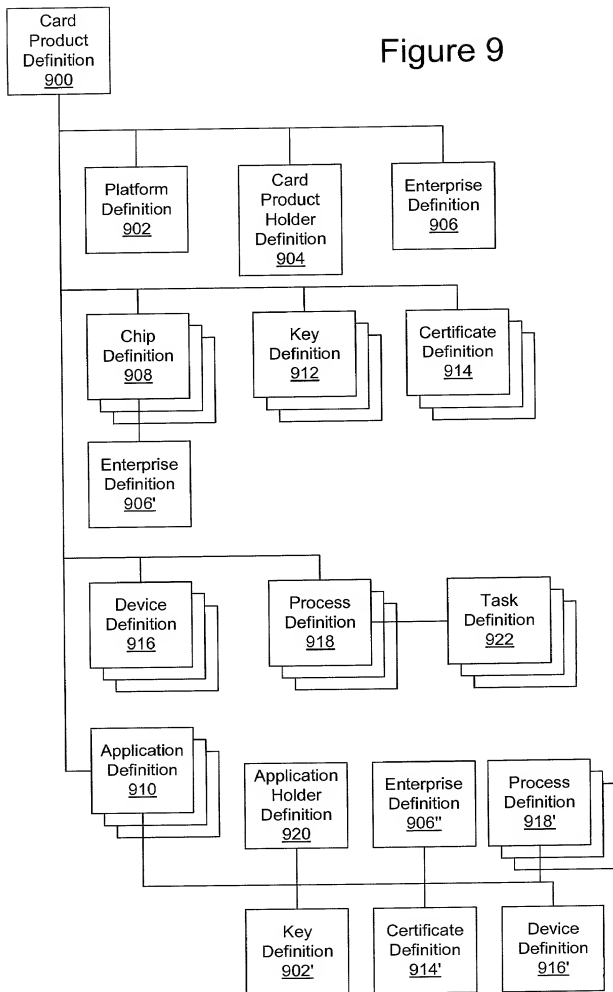 Figure 9
Card
Product
Definition
900
Platform
Definition
902
Card
Product
Holder
Definition
904
Enterprise
Definition
906
Chip
Definition
908
Key
Definition
912
Certificate
Definition
914
Enterprise
Definition
906'
Device
Definition
916
Process
Definition
918
Task
Definition
922
Application
Definition
910
Application
Holder
Definition
920
Enterprise
Definition
906"
Process
Definition
918'
Key
Definition
902'
Certificate
Definition
914'
Device
Definition
916'